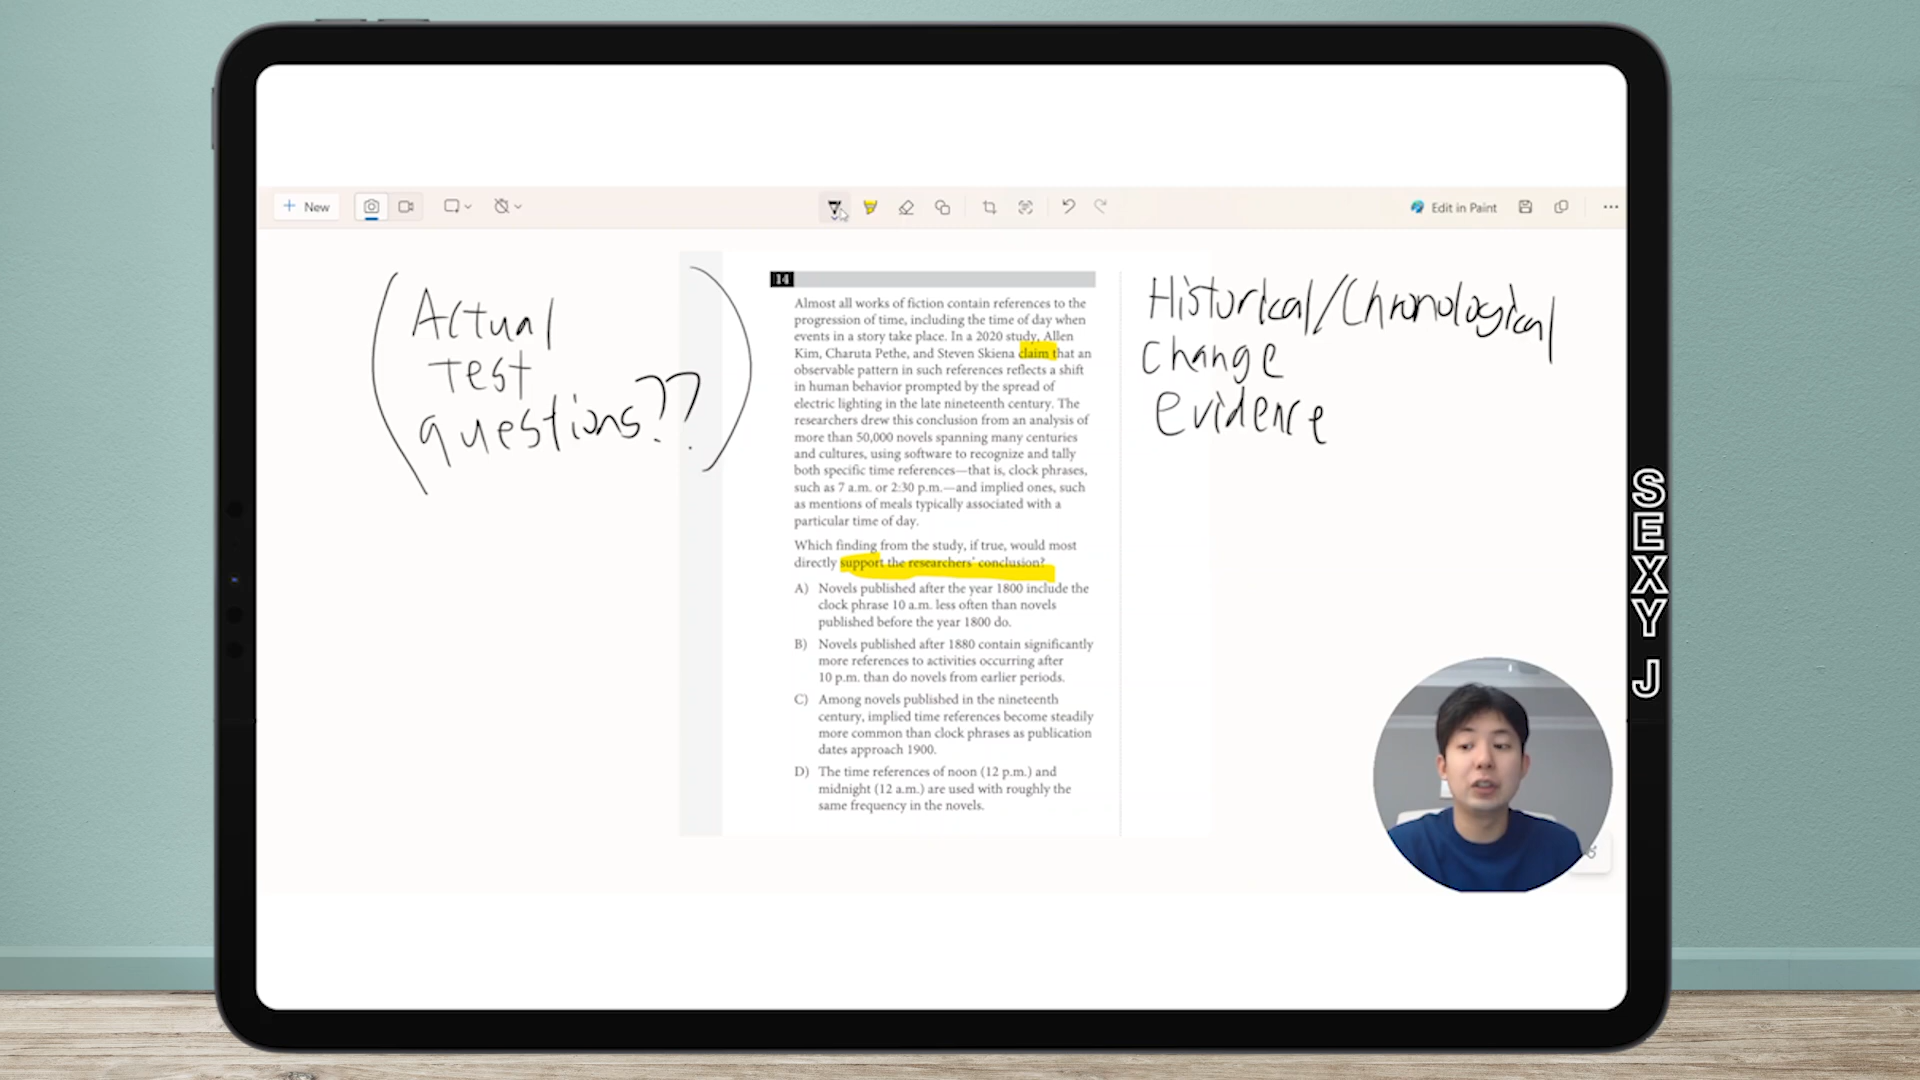 New
Edit in Paint
(Actual
test
questions??)
14
Almost all works of fiction contain references to the
progression of time, including the time of day when
events in a story take place. In a 2020 study, Allen
Kim, Charuta Pethe, and Steven Skiena claim that an
observable pattern in such references reflects a shift
in human behavior prompted by the spread of
electric lighting in the late nineteenth century. The
researchers drew this conclusion from an analysis of
more than 50,000 novels spanning many centuries
and cultures, using software to recognize and tally
both specific time references—that is, clock phrases,
such as 7 a.m. or 2:30 p.m.—and implied ones, such
as mentions of meals typically associated with a
particular time of day.
Which finding from the study, if true, would most
directly support the researchers' conclusion?
A) Novels published after the year 1800 include the
clock phrase 10 a.m. less often than novels
published before the year 1800 do.
B) Novels published after 1880 contain significantly
more references to activities occurring after
10 p.m. than do novels from earlier periods.
C) Among novels published in the nineteenth
century, implied time references become steadily
more common than clock phrases as publication
dates approach 1900.
D) The time references of noon (12 p.m.) and
midnight (12 a.m.) are used with roughly the
same frequency in the novels.
Historical/Chronological
change
evidence
SEXY J